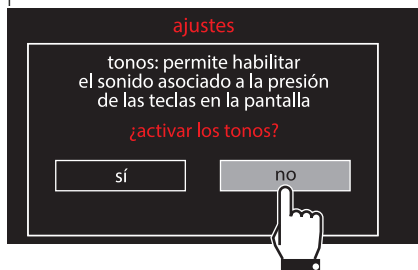 ajustes
tonos: permite habilitar
el sonido asociado a la presión
de las teclas en la pantalla
¿activar los tonos?
sí
no